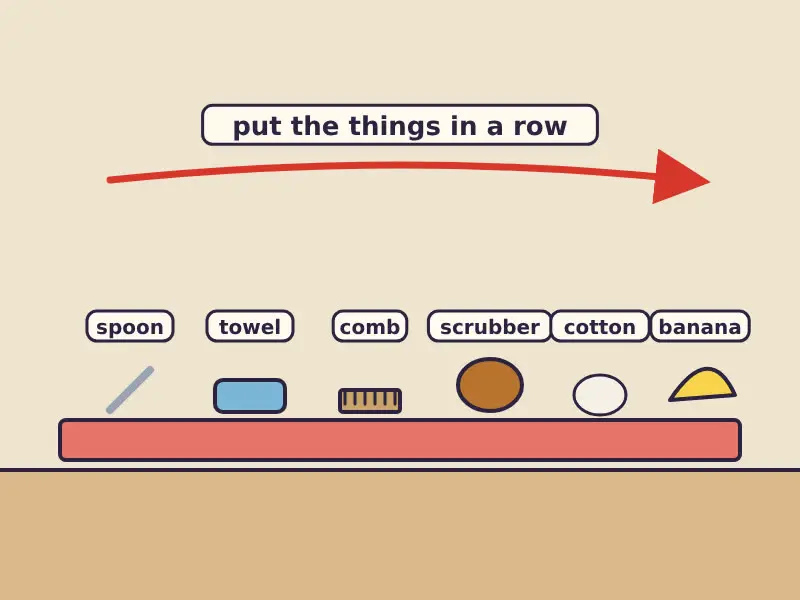 put the things in a row
spoon
towel
comb
scrubber
cotton
banana